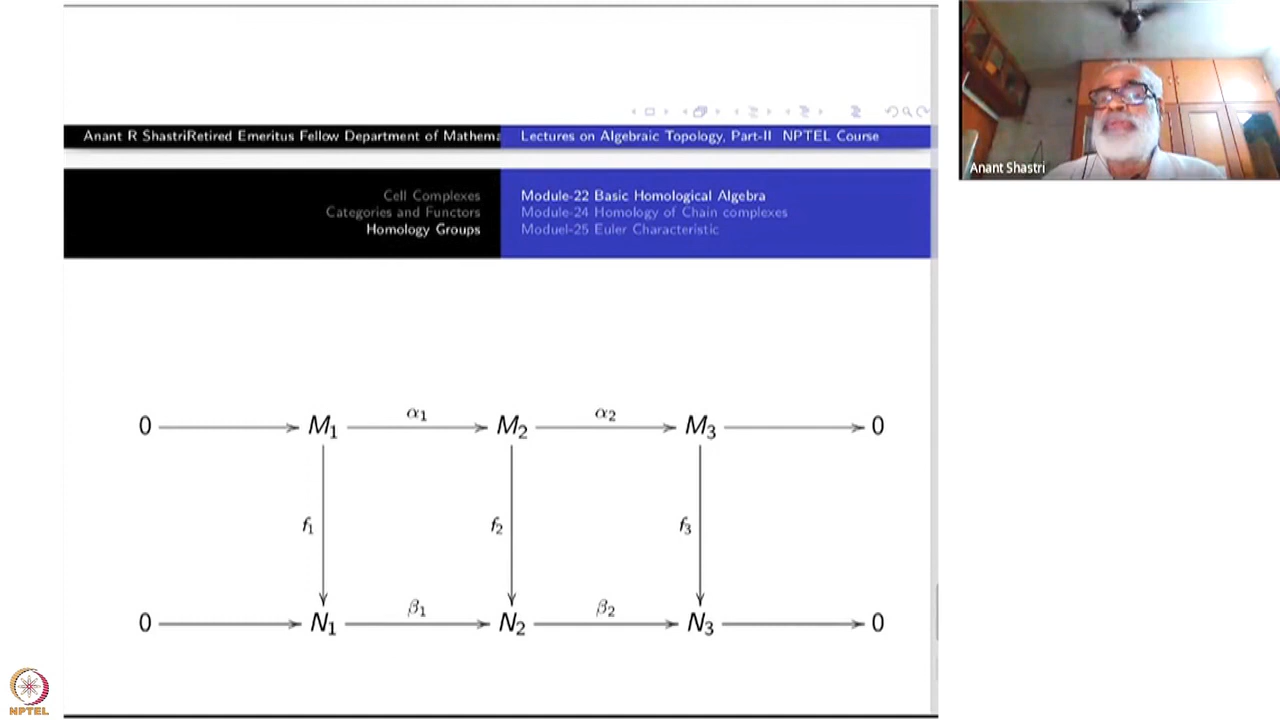 Anant R ShastriRetired Emeritus Fellow Department of Mathema
Lectures on Algebraic Topology, Part-II NPTEL Course
Cell Complexes
Categories and Functors
Homology Groups
Module-22 Basic Homological Algebra
Module-24 Homology of Chain complexes
Moduel-25 Euler Characteristic
Anant Shastri
α₁ α₂
0 M₁ M₂ M₃ 0
f₁ f₂ f₃
β₁ β₂
0 N₁ N₂ N₃ 0
NPTEL